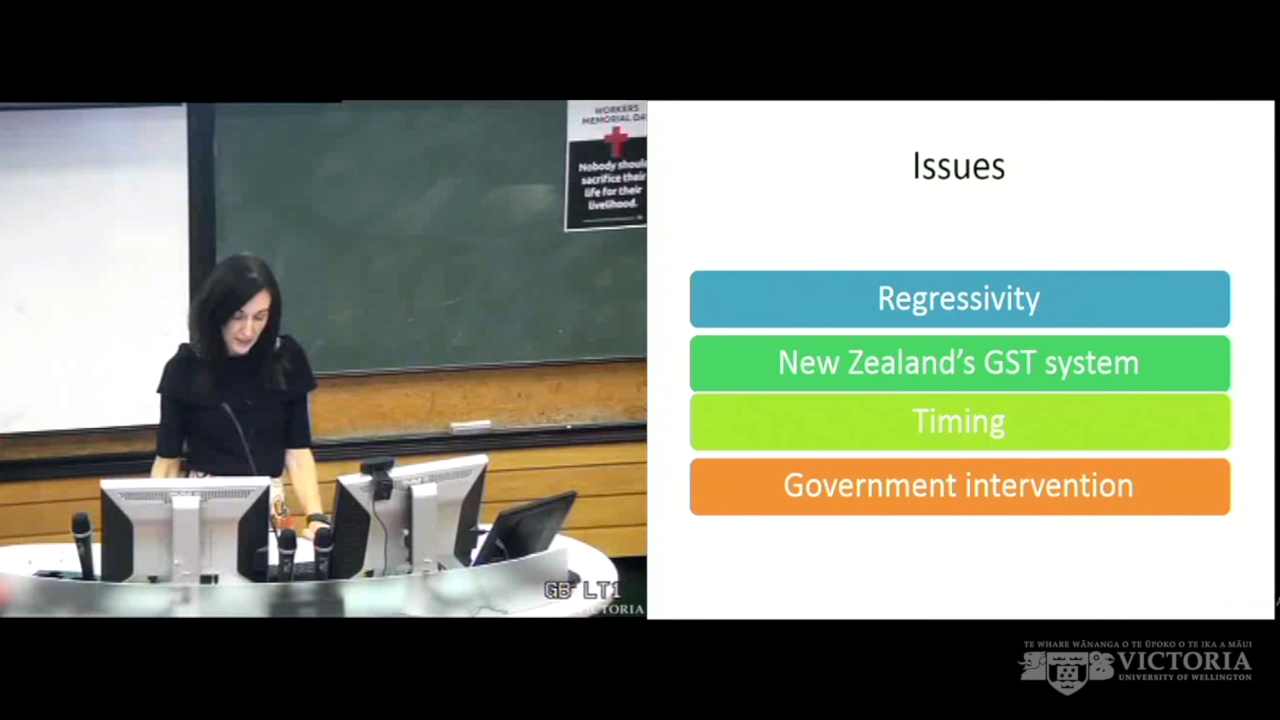 WORKERS
MEMORIAL DA
Nobody shoul
sacrifice their
life for their
livelihood.
Issues
Regressivity
New Zealand's GST system
Timing
Government intervention
GB LT1
VICTORIA
TE WHARE WĀNANGA O TE ŪPOKO O TE IKA A MĀUI
VICTORIA
UNIVERSITY OF WELLINGTON